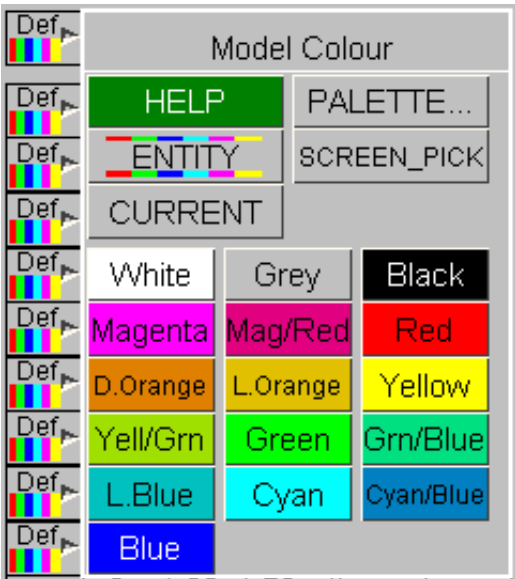 Def
Model Colour
Def
HELP PALETTE...
Def
ENTITY SCREEN_PICK
Def
CURRENT
Def
White Grey Black
Def
Magenta Mag/Red Red
Def
D.Orange L.Orange Yellow
Def
Yell/Grn Green Grn/Blue
Def
L.Blue Cyan Cyan/Blue
Def
Blue